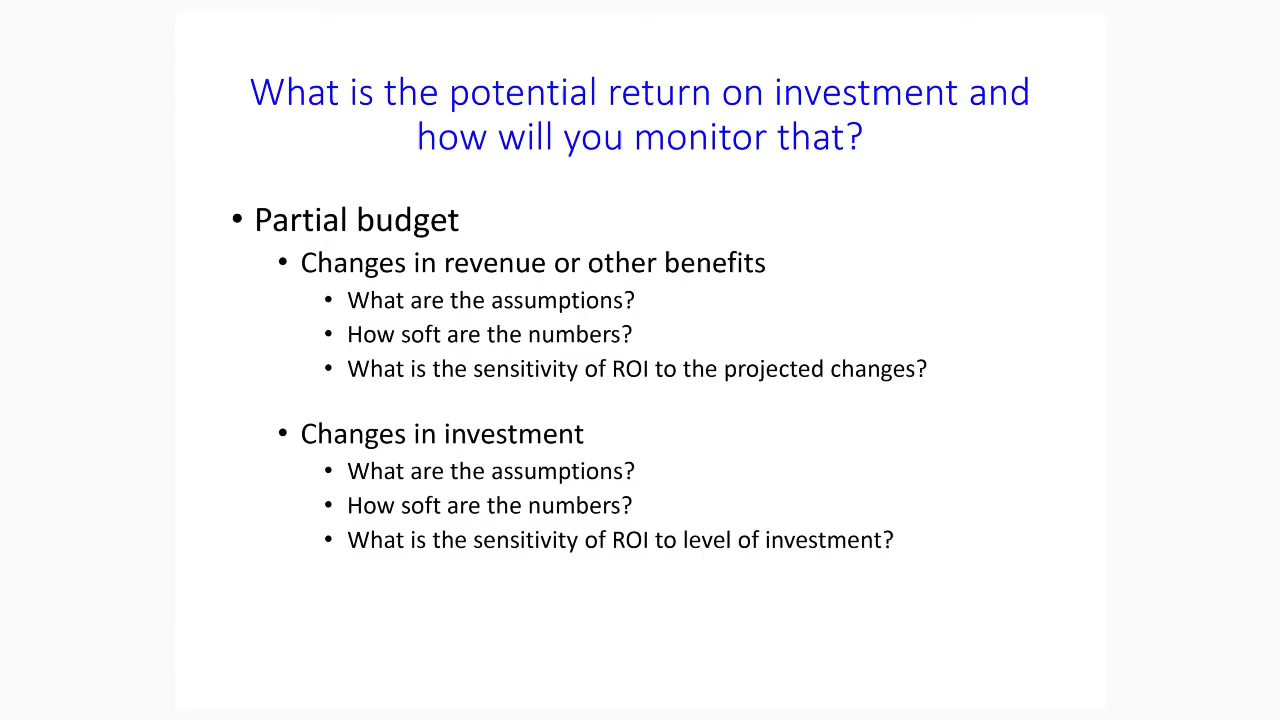 What is the potential return on investment and
how will you monitor that?
• Partial budget
• Changes in revenue or other benefits
• What are the assumptions?
• How soft are the numbers?
• What is the sensitivity of ROI to the projected changes?
• Changes in investment
• What are the assumptions?
• How soft are the numbers?
• What is the sensitivity of ROI to level of investment?